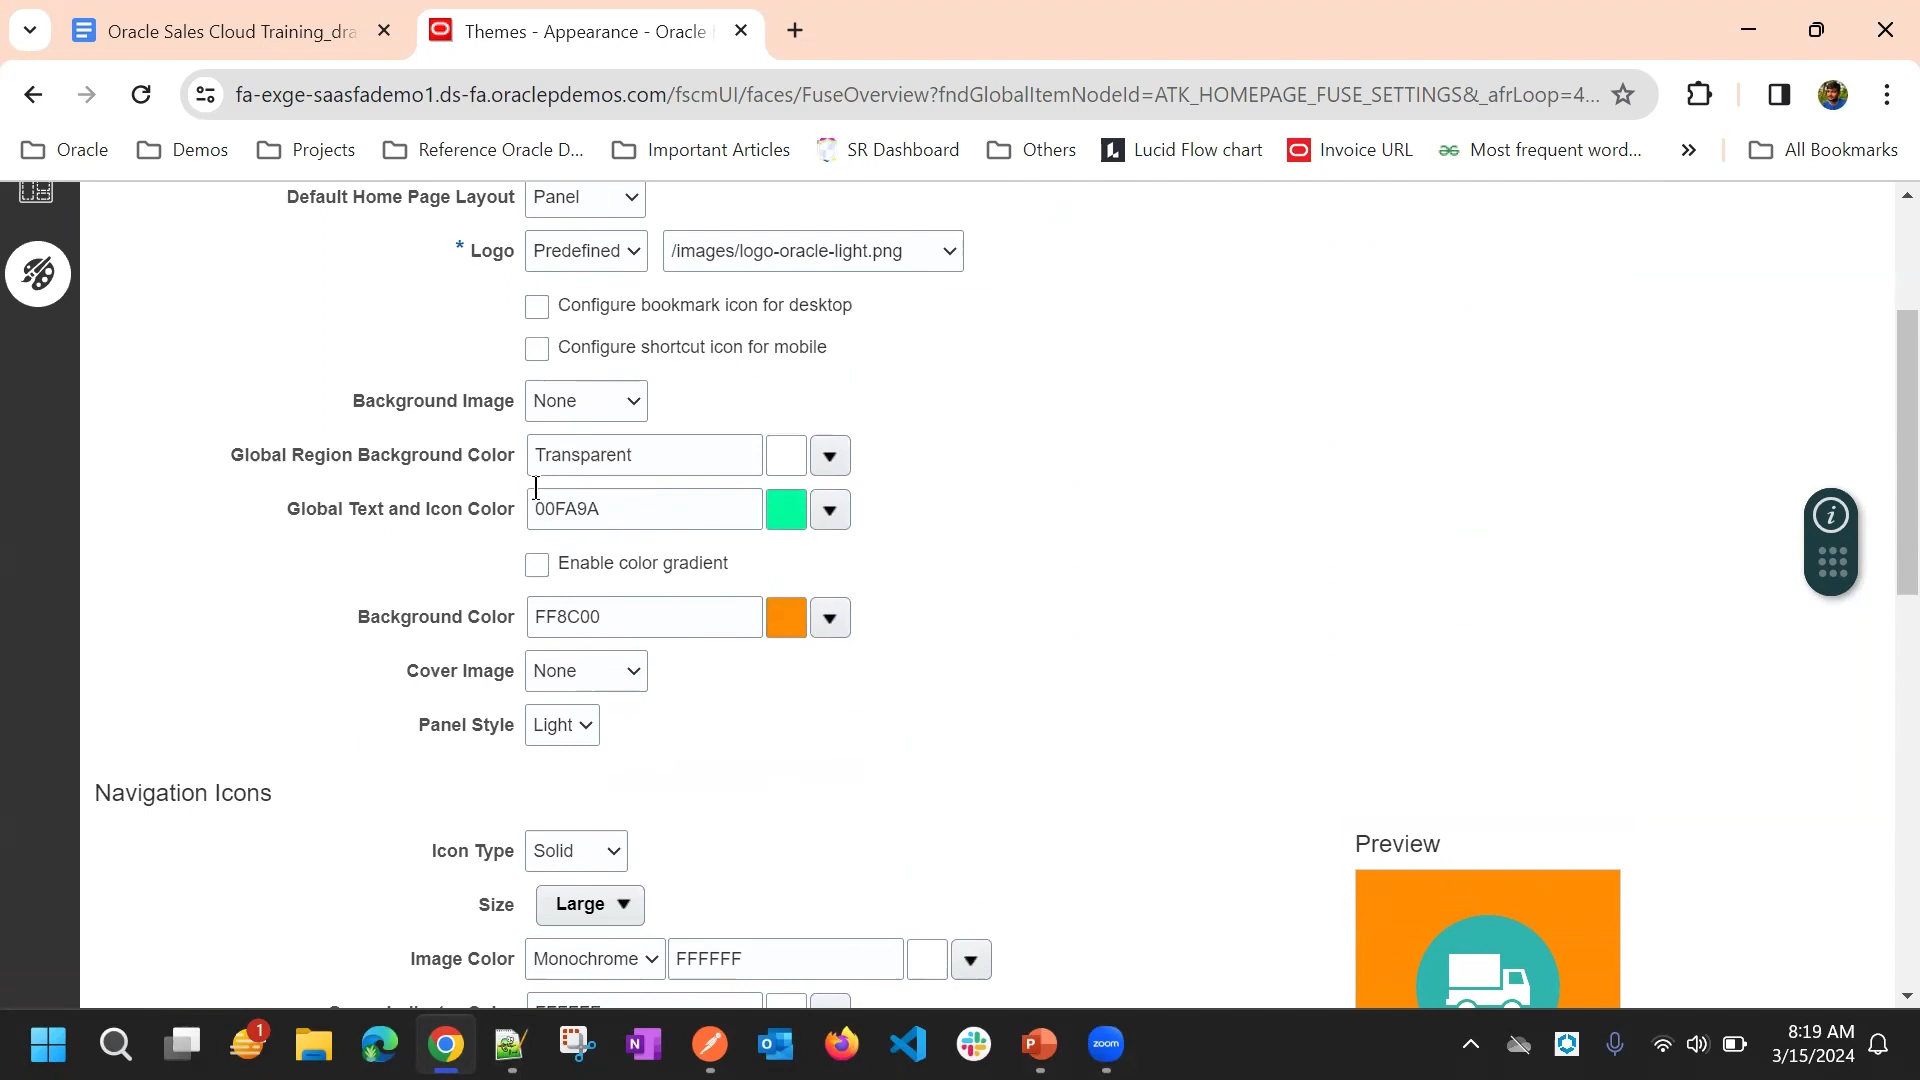 Oracle Sales Cloud Training_dra
Themes - Appearance - Oracle
fa-exge-saasfademo1.ds-fa.oraclepdemos.com/fscmUI/faces/FuseOverview?fndGlobalItemNodeId=ATK_HOMEPAGE_FUSE_SETTINGS&_afrLoop=4...
Oracle Demos Projects Reference Oracle D... Important Articles SR Dashboard Others Lucid Flow chart Invoice URL Most frequent word... » All Bookmarks
Default Home Page Layout Panel
* Logo Predefined /images/logo-oracle-light.png
Configure bookmark icon for desktop
Configure shortcut icon for mobile
Background Image None
Global Region Background Color Transparent
Global Text and Icon Color 00FA9A
Enable color gradient
Background Color FF8C00
Cover Image None
Panel Style Light
Navigation Icons
Icon Type Solid
Preview
Size Large
Image Color Monochrome FFFFFF
1
zoom
8:19 AM
3/15/2024